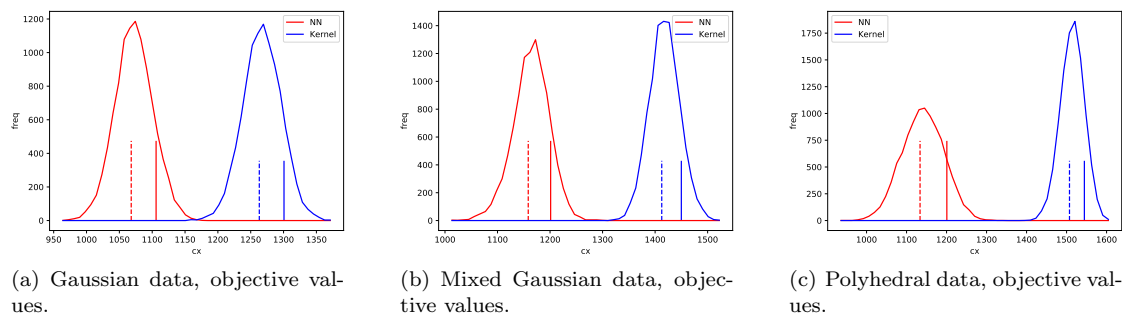 1200
1000
800
600
400
200
0
freq
950
1000
1050
1100
1150
1200
1250
1300
1350
cx
NN
Kernel
(a) Gaussian data, objective val-
ues.
1400
1200
1000
800
600
400
200
0
freq
1000
1100
1200
1300
1400
1500
cx
NN
Kernel
(b) Mixed Gaussian data, objec-
tive values.
1750
1500
1250
1000
750
500
250
0
freq
1000
1100
1200
1300
1400
1500
1600
cx
NN
Kernel
(c) Polyhedral data, objective val-
ues.